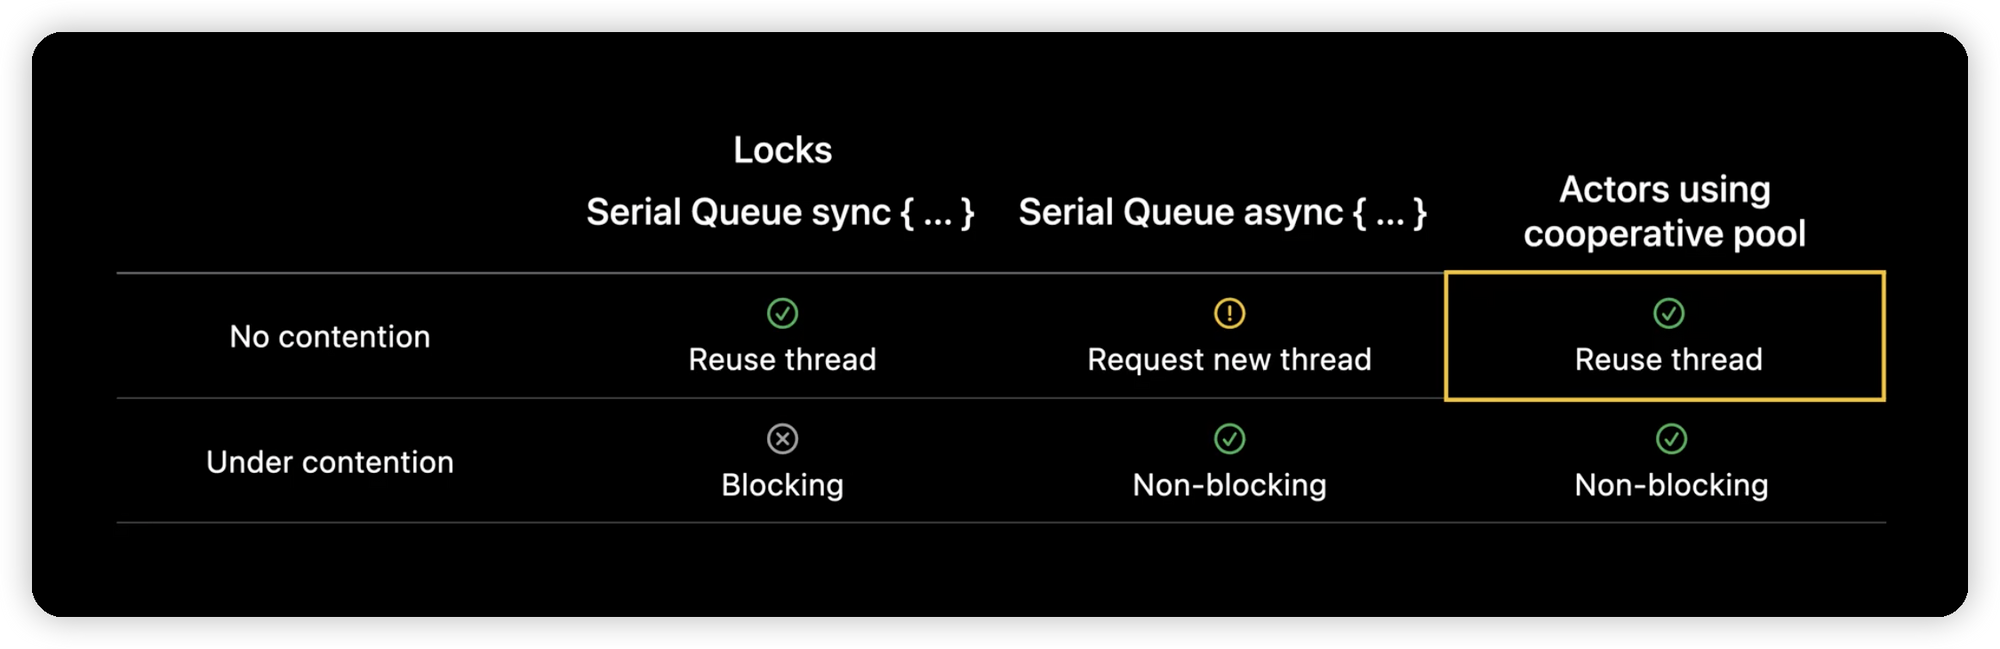 Locks
Serial Queue sync { ... }
Serial Queue async { ... }
Actors using
cooperative pool
No contention
Reuse thread
Request new thread
Reuse thread
Under contention
Blocking
Non-blocking
Non-blocking